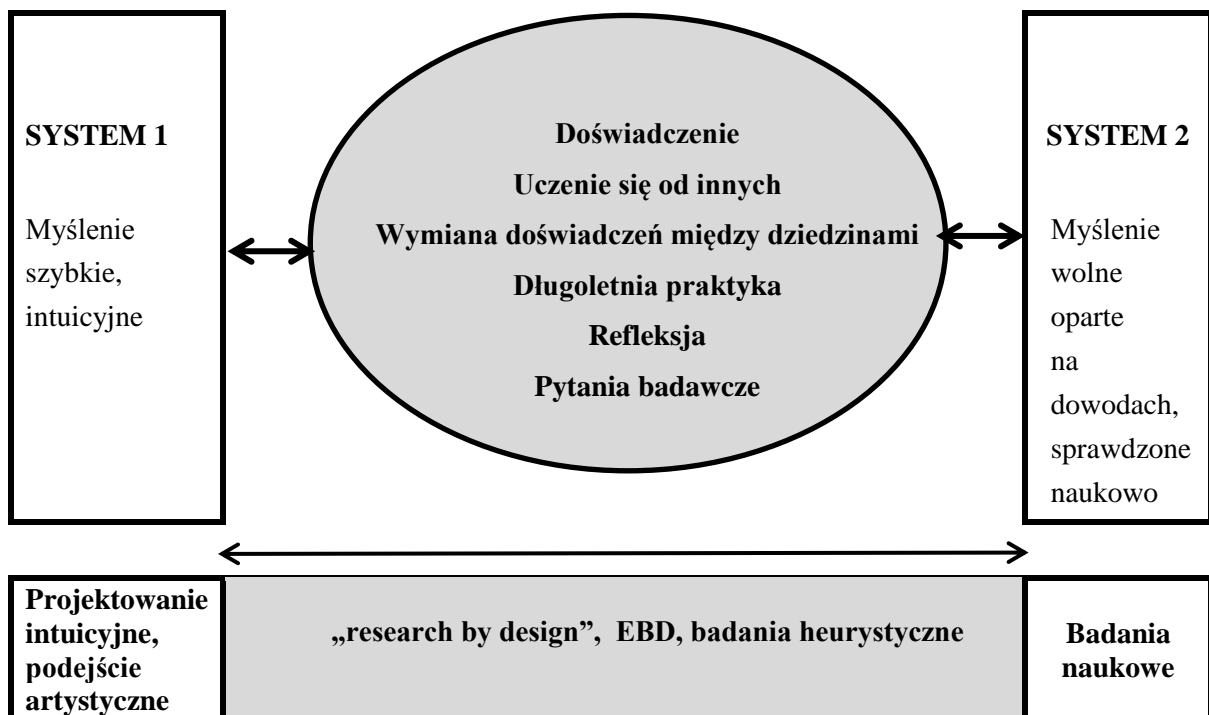 SYSTEM 1
Myślenie
szybkie,
intuicyjne
Doświadczenie
Uczenie się od innych
Wymiana doświadczeń między dziedzinami
Długoletnia praktyka
Refleksja
Pytania badawcze
SYSTEM 2
Myślenie
wolne
oparte
na
dowodach,
sprawdzone
naukowo
Projektowanie
intuicyjne,
podejście
artystyczne
„research by design”, EBD, badania heurystyczne
Badania
naukowe